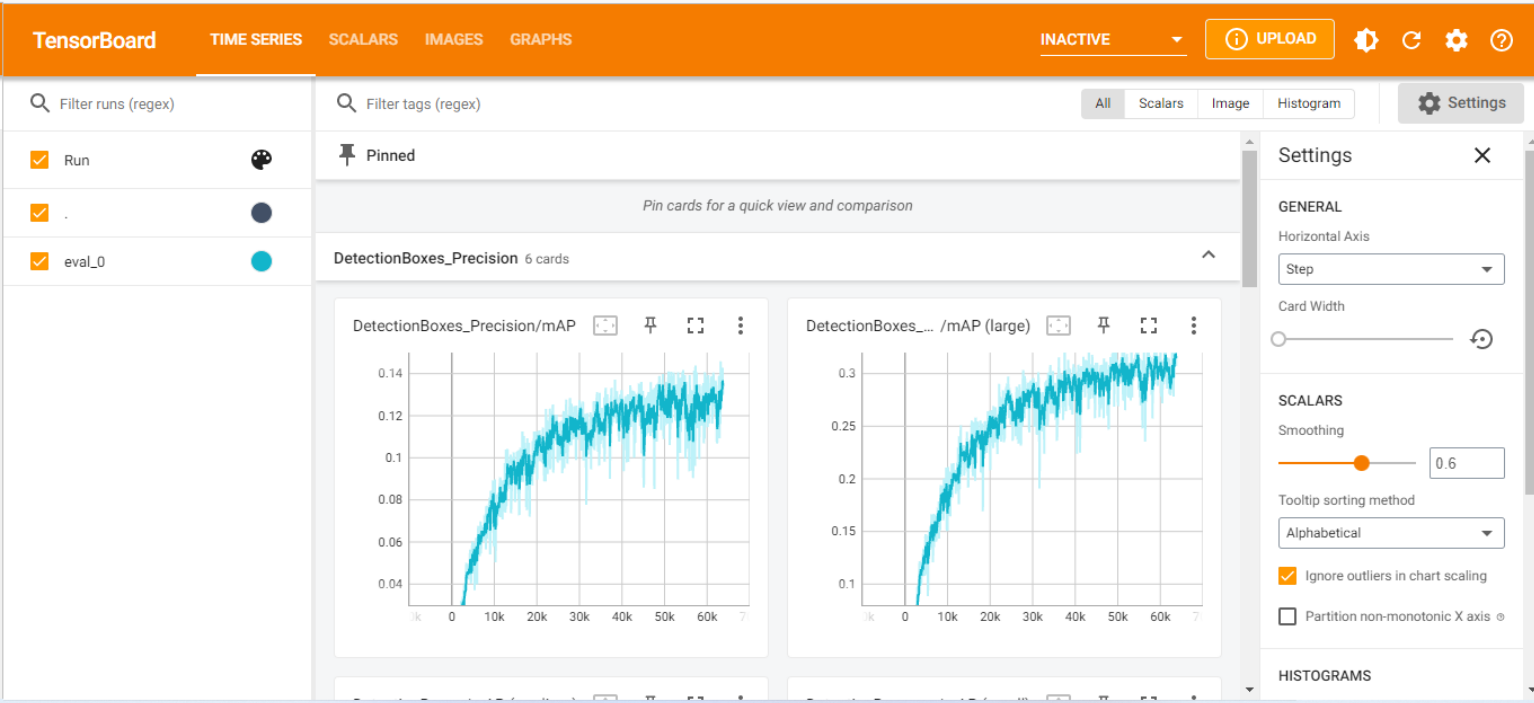 TensorBoard TIME SERIES SCALARS IMAGES GRAPHS INACTIVE UPLOAD
Filter runs (regex)
Filter tags (regex)
All Scalars Image Histogram
Settings
Run
.
eval_0
Pinned
Pin cards for a quick view and comparison
DetectionBoxes_Precision 6 cards
DetectionBoxes_Precision/mAP
0.14
0.12
0.1
0.08
0.06
0.04
0 10k 20k 30k 40k 50k 60k
DetectionBoxes_... /mAP (large)
0.3
0.25
0.2
0.15
0.1
0 10k 20k 30k 40k 50k 60k
Settings
GENERAL
Horizontal Axis
Step
Card Width
SCALARS
Smoothing
0.6
Tooltip sorting method
Alphabetical
Ignore outliers in chart scaling
Partition non-monotonic X axis
HISTOGRAMS